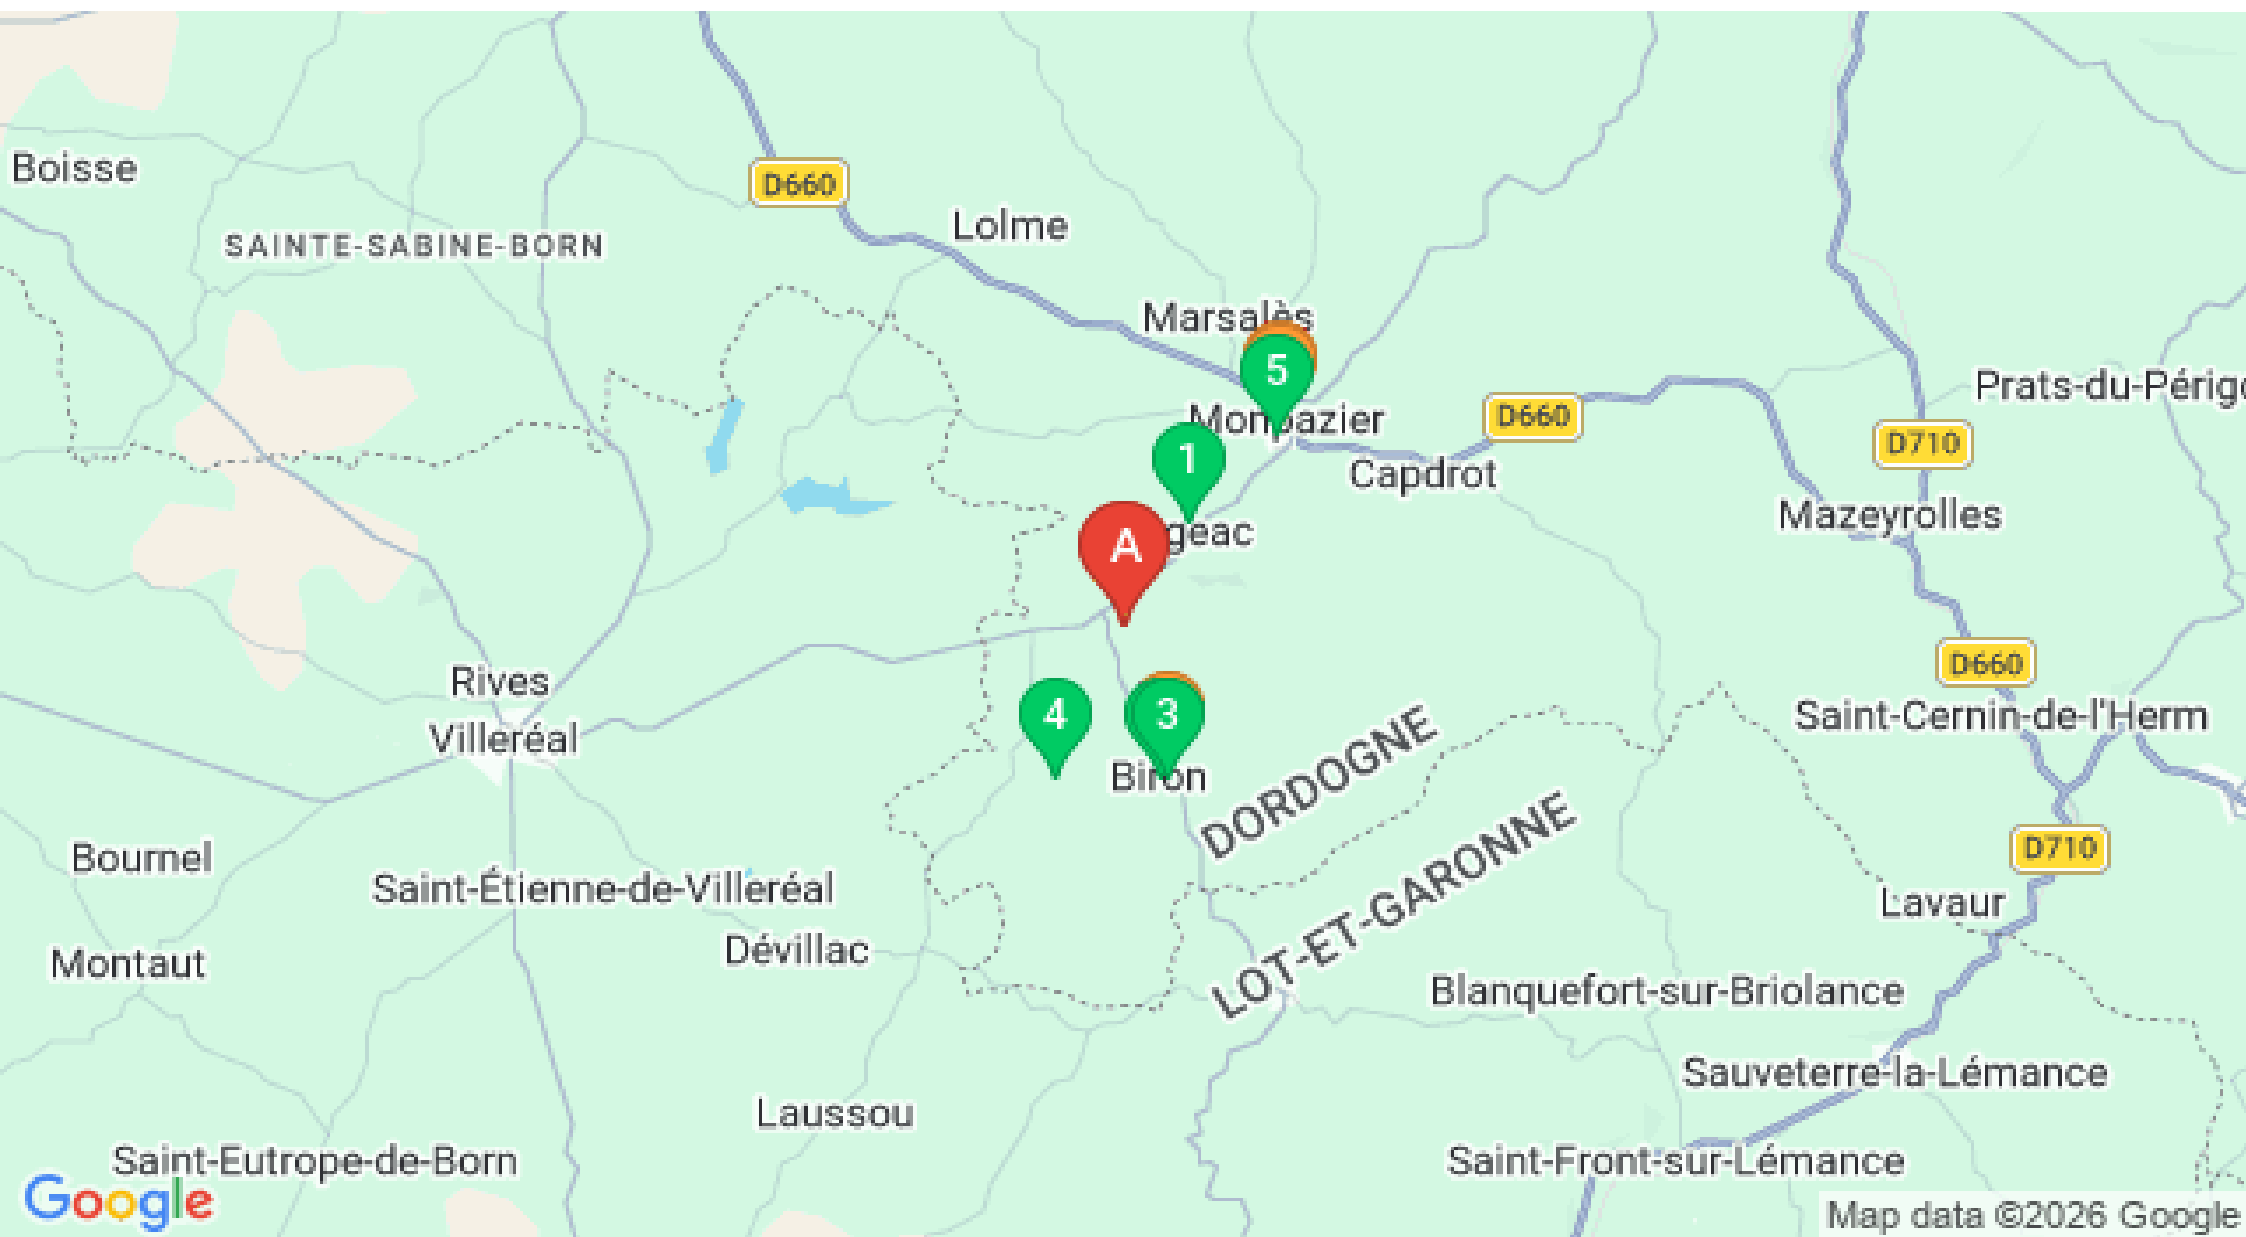 Boisse
D660
Lolme
SAINTE-SABINE-BORN
Marsalès
5
Prats-du-Périgo
D660
Monpazier
D710
1
Capdrot
Mazeyrolles
geac
A
D660
Rives
4
3
Saint-Cernin-de-l'Herm
Villeréal
Biron
DORDOGNE
D710
Bournel
LOT-ET-GARONNE
Saint-Étienne-de-Villeréal
Lavaur
Dévillac
Montaut
Blanquefort-sur-Briolance
Sauveterre-la-Lémance
Laussou
Saint-Eutrope-de-Born
Saint-Front-sur-Lémance
Google
Map data ©2026 Google